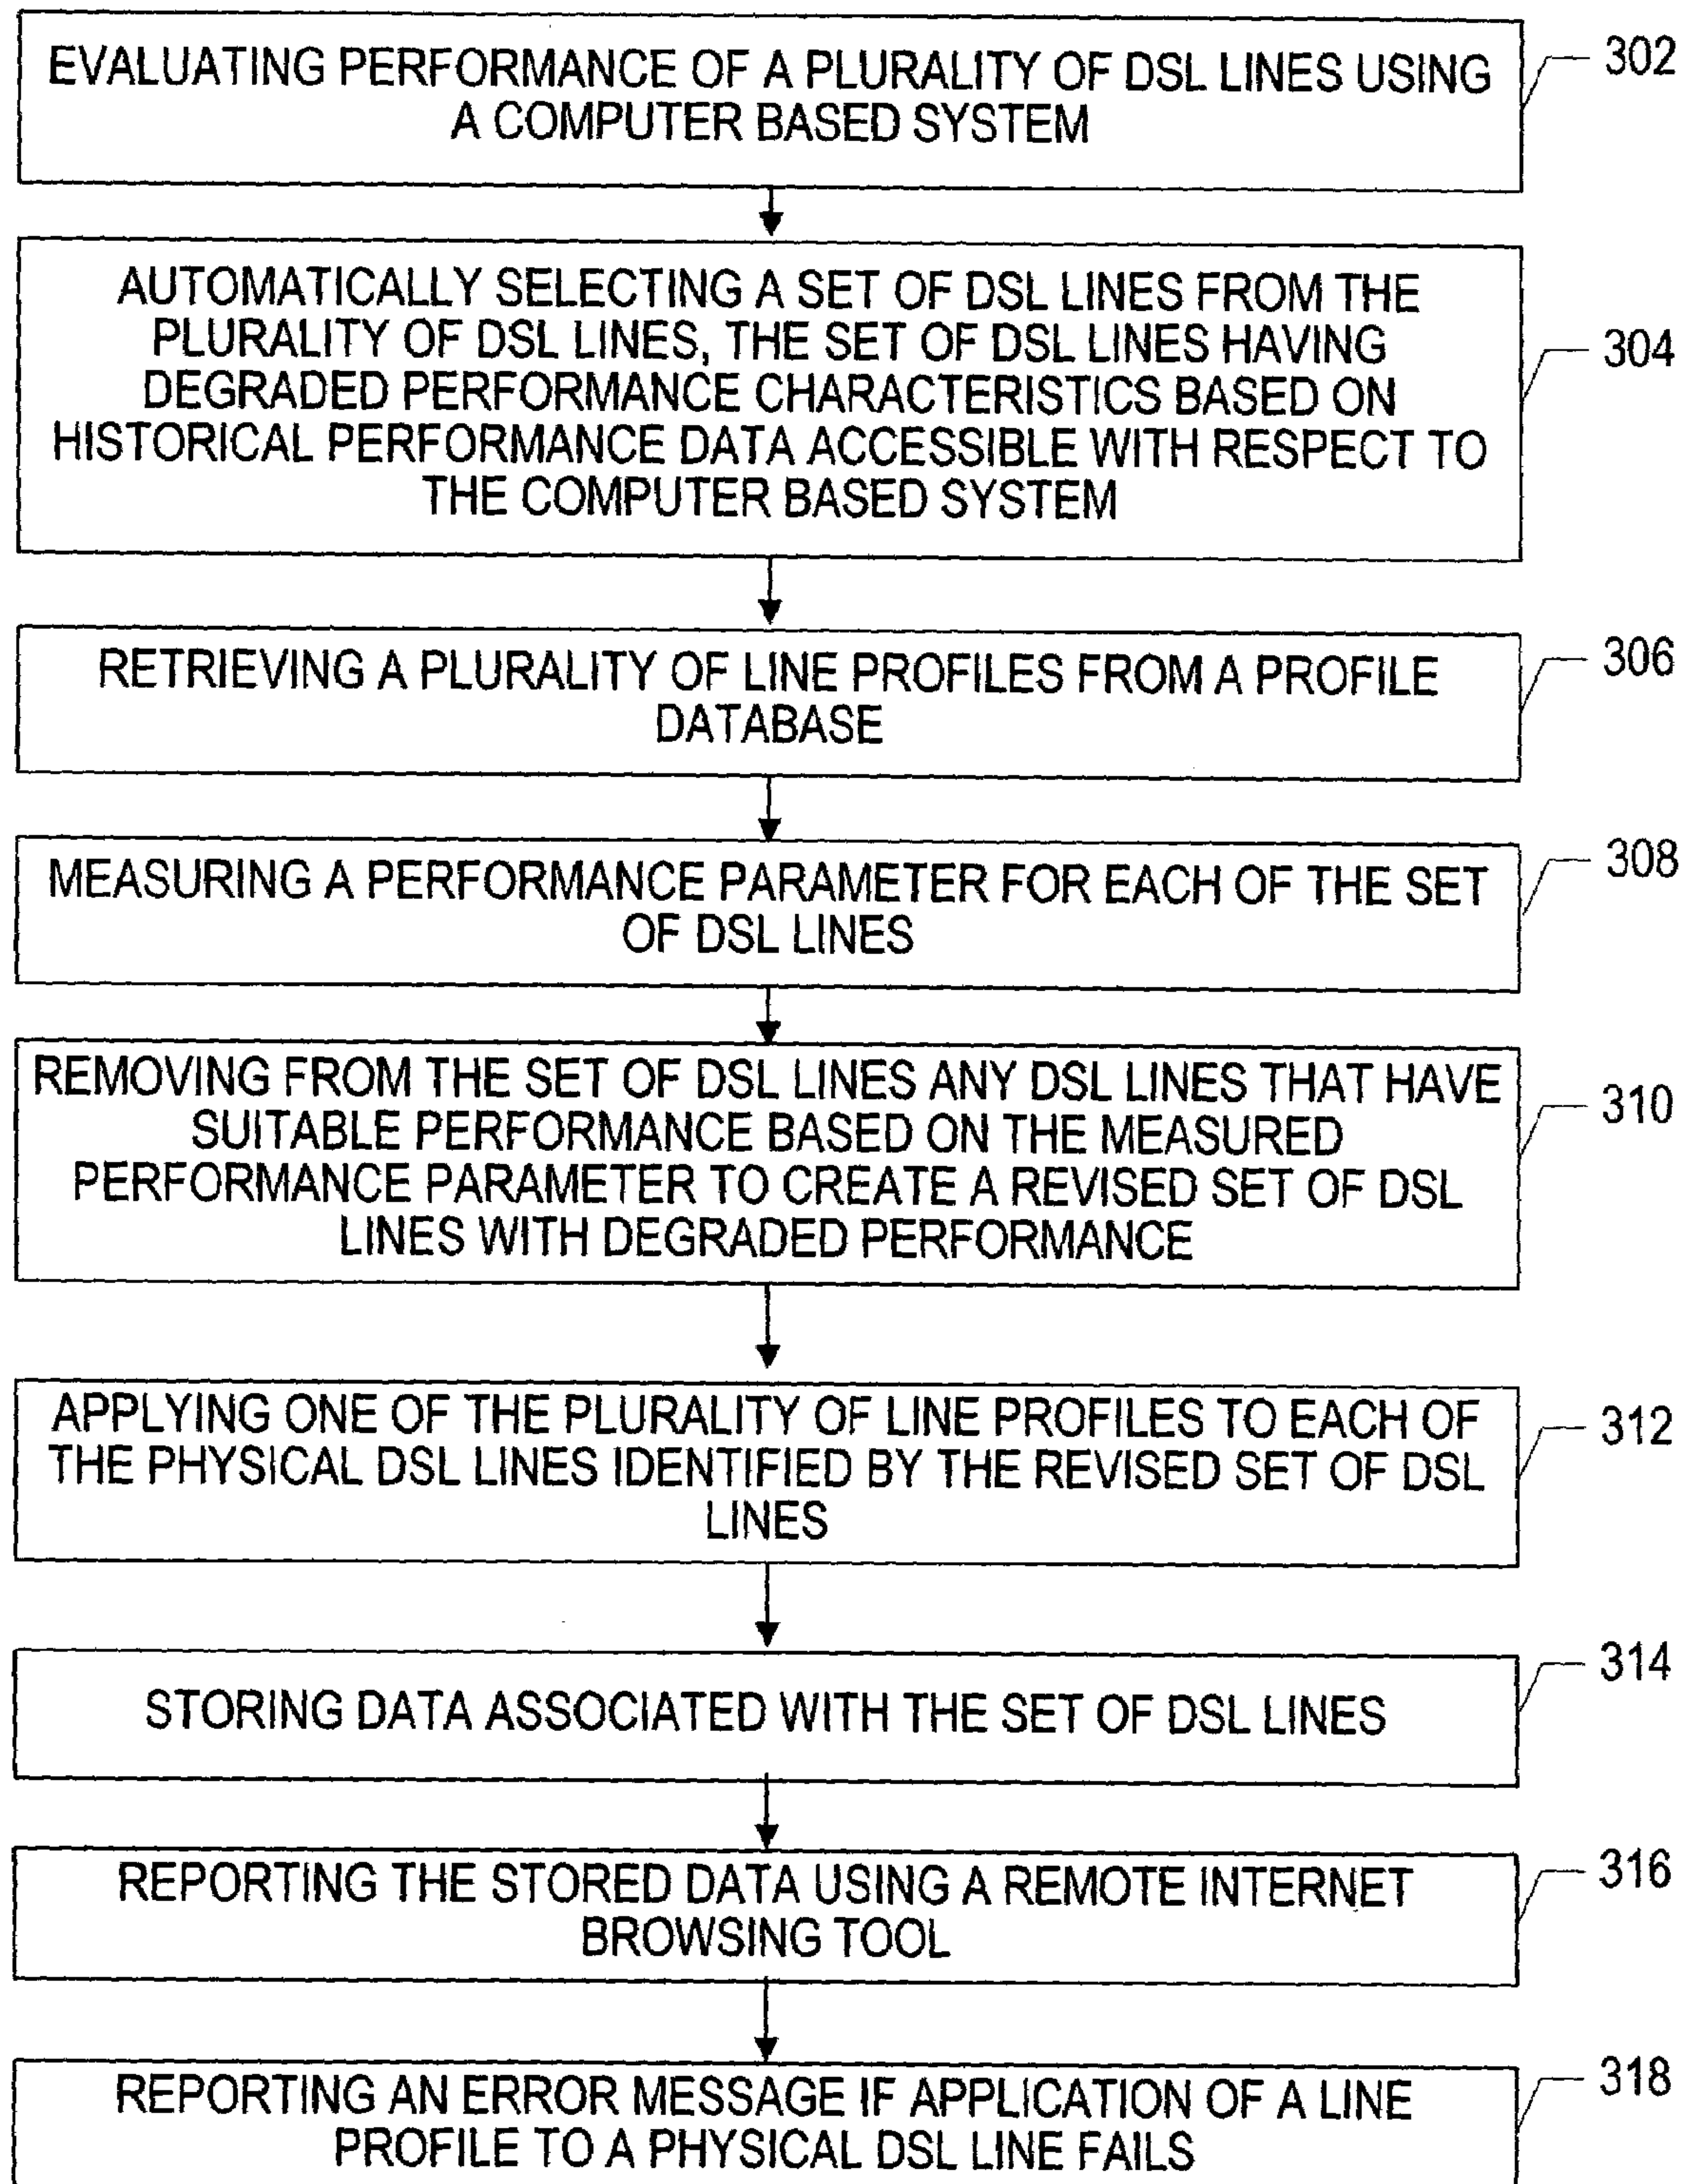 EVALUATING PERFORMANCE OF A PLURALITY OF DSL LINES USING
A COMPUTER BASED SYSTEM
302
AUTOMATICALLY SELECTING A SET OF DSL LINES FROM THE
PLURALITY OF DSL LINES, THE SET OF DSL LINES HAVING
DEGRADED PERFORMANCE CHARACTERISTICS BASED ON
HISTORICAL PERFORMANCE DATA ACCESSIBLE WITH RESPECT TO
THE COMPUTER BASED SYSTEM
304
RETRIEVING A PLURALITY OF LINE PROFILES FROM A PROFILE
DATABASE
306
MEASURING A PERFORMANCE PARAMETER FOR EACH OF THE SET
OF DSL LINES
308
REMOVING FROM THE SET OF DSL LINES ANY DSL LINES THAT HAVE
SUITABLE PERFORMANCE BASED ON THE MEASURED
PERFORMANCE PARAMETER TO CREATE A REVISED SET OF DSL
LINES WITH DEGRADED PERFORMANCE
310
APPLYING ONE OF THE PLURALITY OF LINE PROFILES TO EACH OF
THE PHYSICAL DSL LINES IDENTIFIED BY THE REVISED SET OF DSL
LINES
312
STORING DATA ASSOCIATED WITH THE SET OF DSL LINES
314
REPORTING THE STORED DATA USING A REMOTE INTERNET
BROWSING TOOL
316
REPORTING AN ERROR MESSAGE IF APPLICATION OF A LINE
PROFILE TO A PHYSICAL DSL LINE FAILS
318